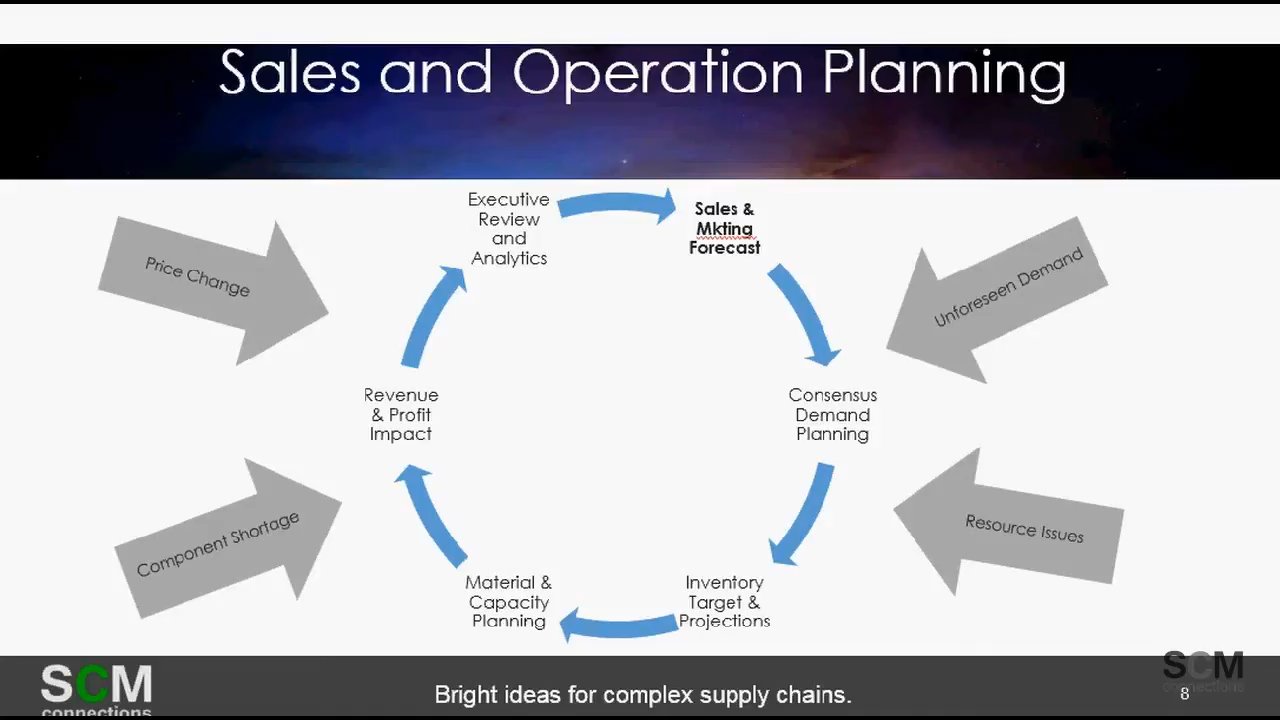 Sales and Operation Planning
Executive
Review
and
Analytics
Sales &
Mkting
Forecast
Price Change
Unforeseen Demand
Revenue
& Profit
Impact
Consensus
Demand
Planning
Component Shortage
Resource Issues
Material &
Capacity
Planning
Inventory
Target &
Projections
SCM
connections
Bright ideas for complex supply chains.
SCM
connections
8